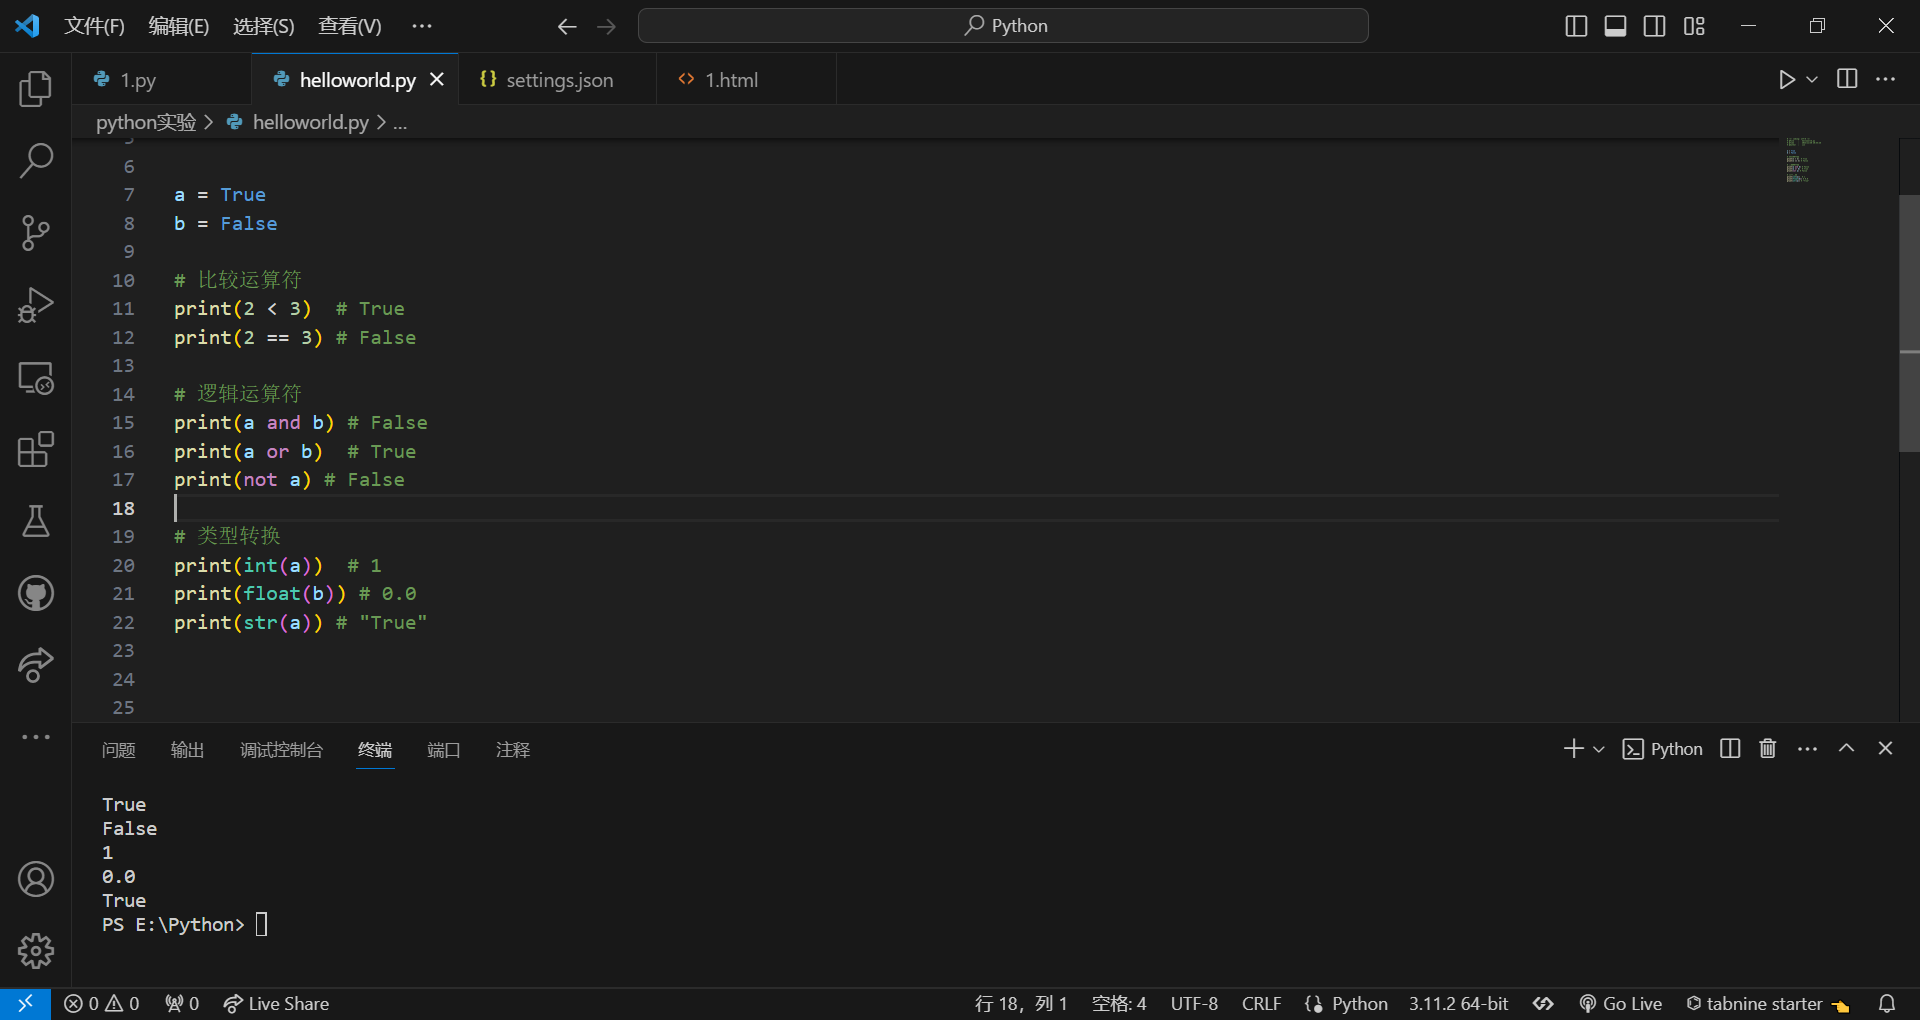 文件(F) 编辑(E) 选择(S) 查看(V) ··· Python
1.py helloworld.py settings.json 1.html
python实验 > helloworld.py > ...
5
6
7 a = True
8 b = False
9
10 # 比较运算符
11 print(2 < 3)  # True
12 print(2 == 3) # False
13
14 # 逻辑运算符
15 print(a and b) # False
16 print(a or b)  # True
17 print(not a) # False
18
19 # 类型转换
20 print(int(a))  # 1
21 print(float(b)) # 0.0
22 print(str(a)) # "True"
23
24
25
问题 输出 调试控制台 终端 端口 注释 Python
True
False
1
0.0
True
PS E:\Python>
0 0 0 Live Share 行 18，列 1 空格: 4 UTF-8 CRLF Python 3.11.2 64-bit Go Live tabnine starter